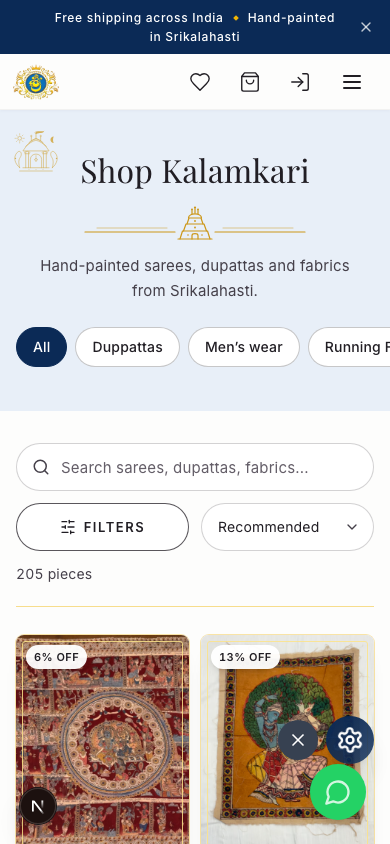 Free shipping across India 🔸 Hand-painted
in Srikalahasti
Shop Kalamkari
Hand-painted sarees, dupattas and fabrics
from Srikalahasti.
All
Duppattas
Men’s wear
Running F
Search sarees, dupattas, fabrics...
FILTERS
Recommended
205 pieces
6% OFF
13% OFF
N